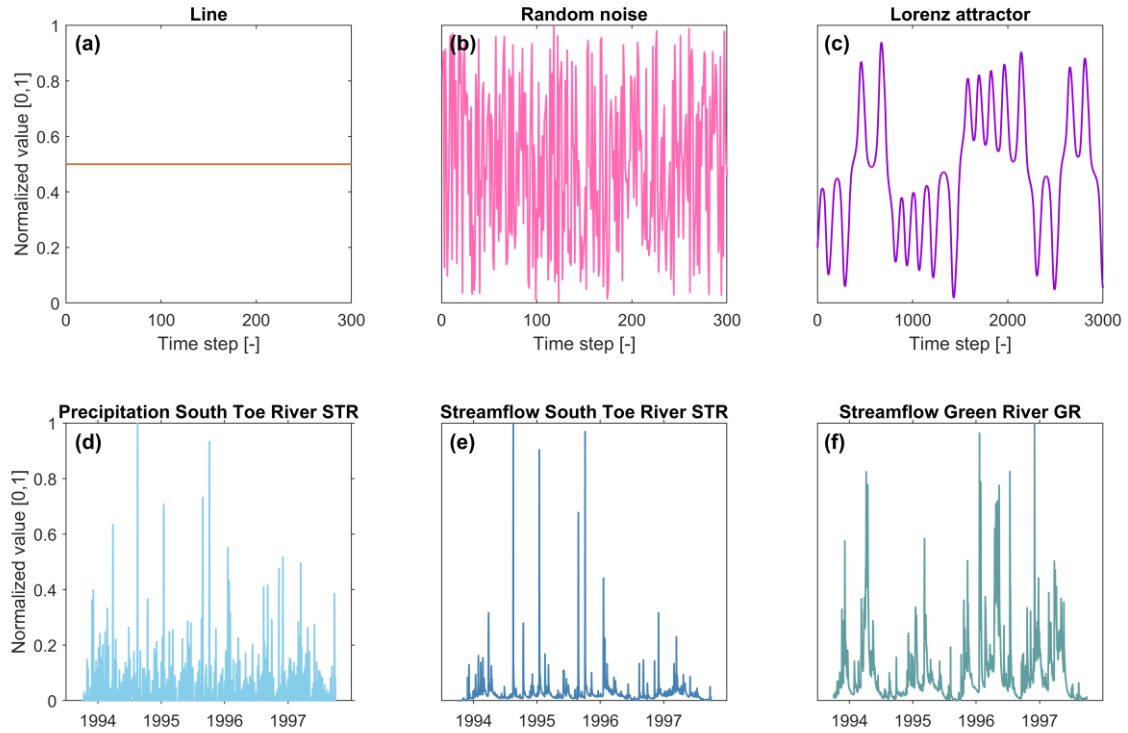 Line
Random noise
Lorenz attractor
(a)
(b)
(c)
Normalized value [0,1]
1
0.8
0.6
0.4
0.2
0
0 100 200 300
0 100 200 300
0 1000 2000 3000
Time step [-]
Time step [-]
Time step [-]
Precipitation South Toe River STR
Streamflow South Toe River STR
Streamflow Green River GR
(d)
(e)
(f)
Normalized value [0,1]
1
0.8
0.6
0.4
0.2
0
1994 1995 1996 1997
1994 1995 1996 1997
1994 1995 1996 1997